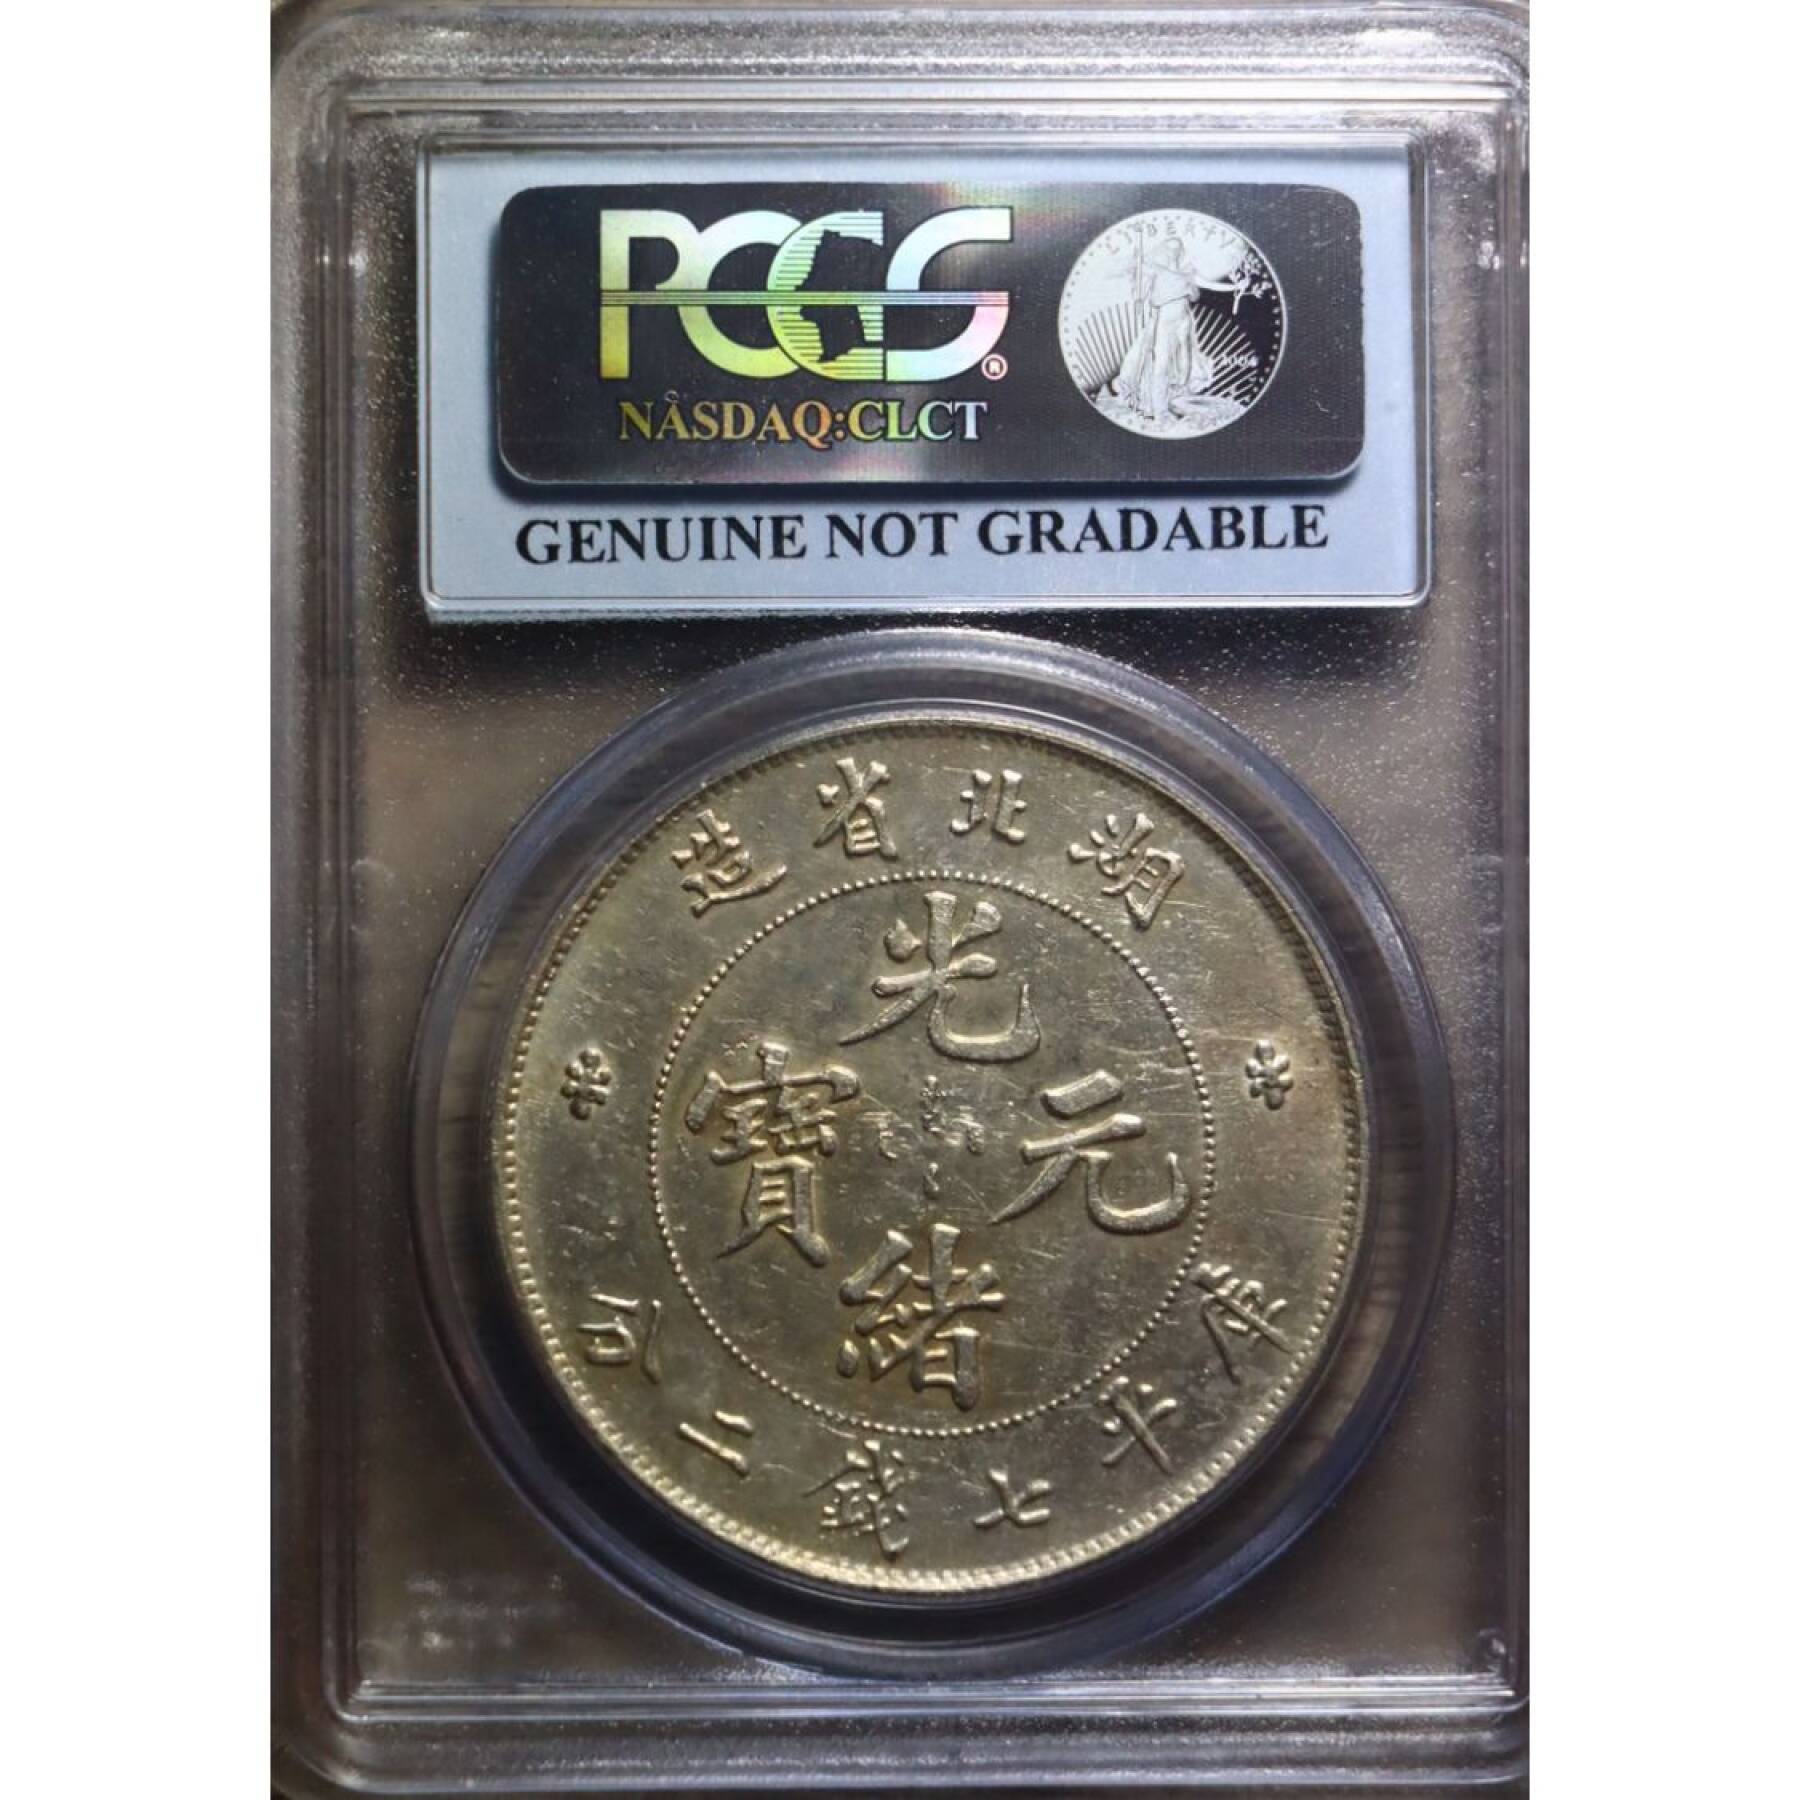 PCGS®
LIBERTY
NASDAQ:CLCT
GENUINE NOT GRADABLE
湖北省造
光緒元寶
庫平七錢二分